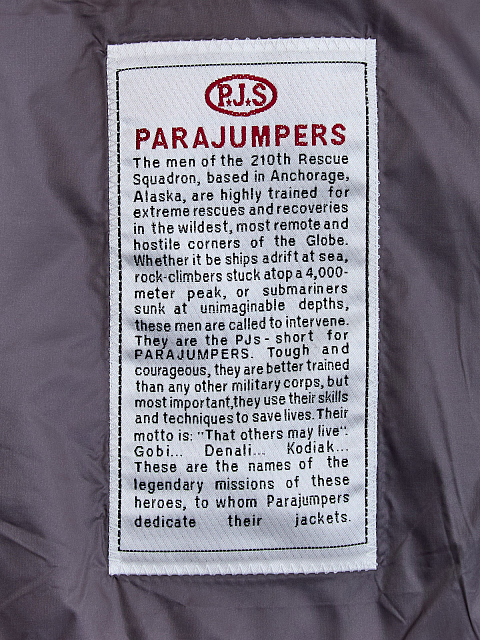 P.J.S
PARAJUMPERS
The men of the 210th Rescue
Squadron, based in Anchorage,
Alaska, are highly trained for
extreme rescues and recoveries
in the wildest, most remote and
hostile corners of the Globe.
Whether it be ships adrift at sea,
rock-climbers stuck atop a 4,000-
meter peak, or submariners
sunk at unimaginable depths,
these men are called to intervene.
They are the PJs - short for
PARAJUMPERS. Tough and
courageous, they are better trained
than any other military corps, but
most important,they use their skills
and techniques to save lives. Their
motto is: "That others may live".
Gobi... Denali... Kodiak...
These are the names of the
legendary missions of these
heroes, to whom Parajumpers
dedicate their jackets.